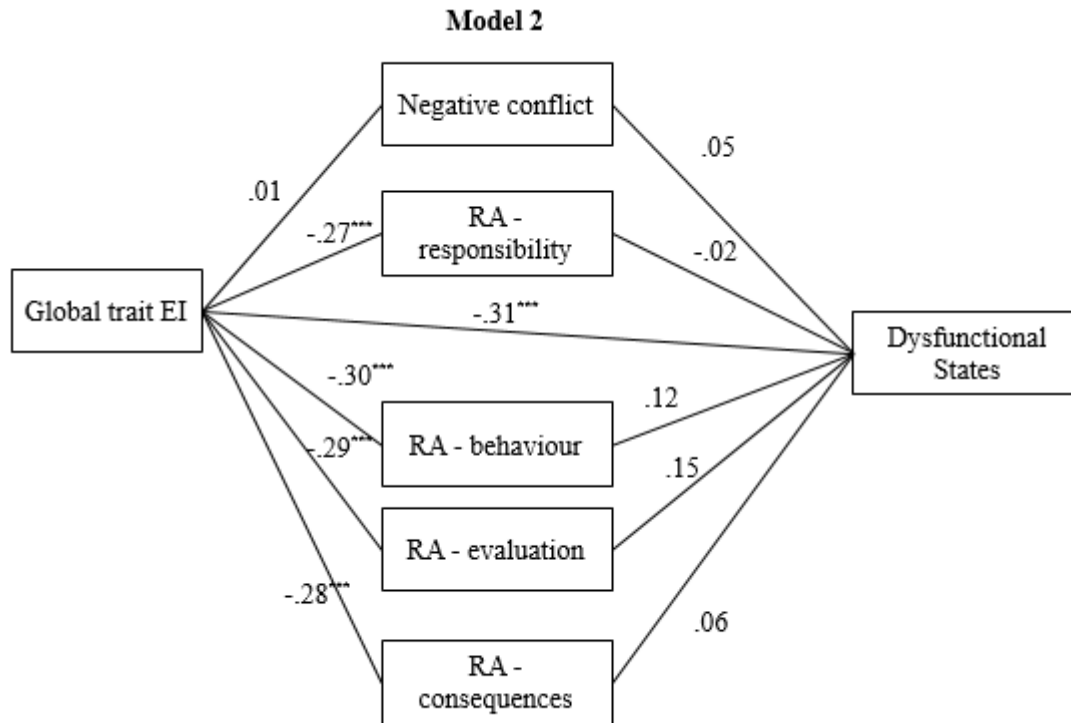 Model 2
Negative conflict
.05
.01
RA -
responsibility
-.27***
-.02
Global trait EI
-.31***
Dysfunctional
States
-.30***
.12
RA - behaviour
-.29***
.15
RA - evaluation
-.28***
.06
RA -
consequences